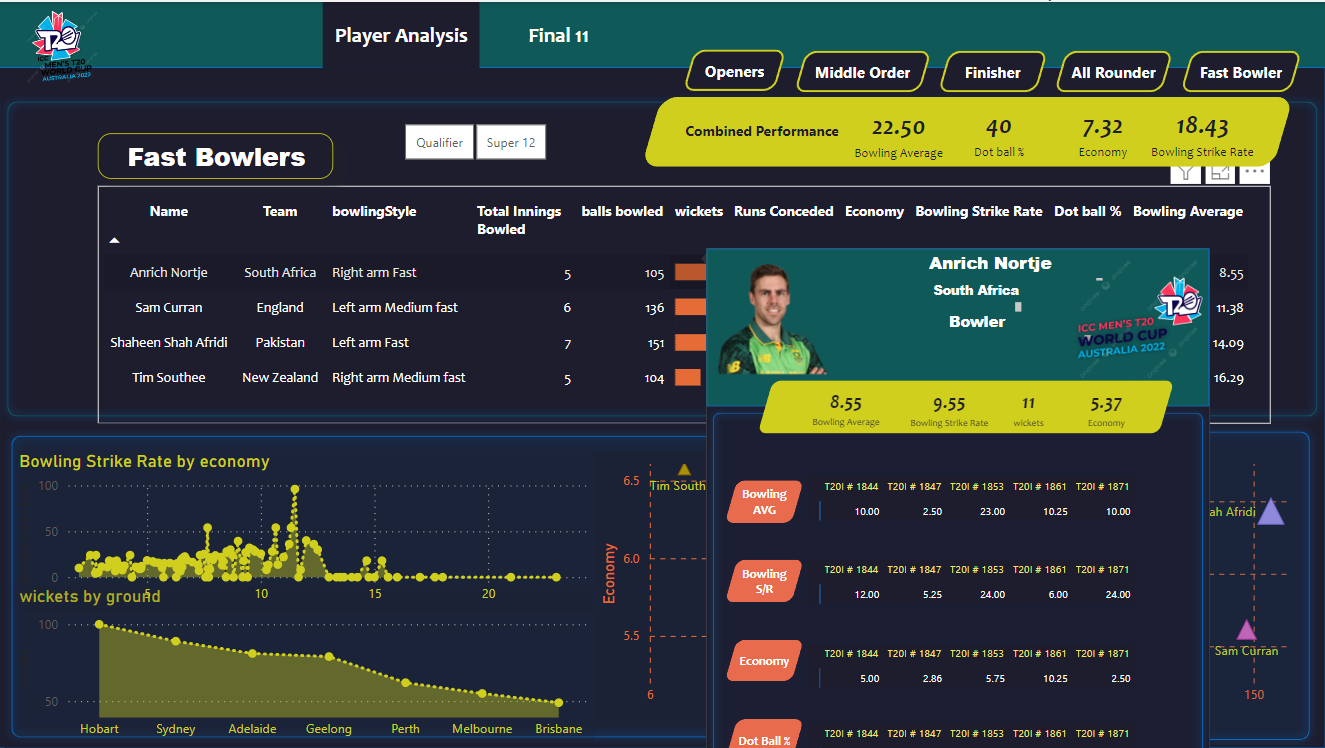 Player Analysis
Final 11
T20
ICC
MEN'S T20
WORLD CUP
AUSTRALIA 2022
Openers
Middle Order
Finisher
All Rounder
Fast Bowler
Combined Performance
22.50
Bowling Average
40
Dot ball %
7.32
Economy
18.43
Bowling Strike Rate
Fast Bowlers
Qualifier
Super 12
Name Team bowlingStyle Total Innings Bowled balls bowled wickets Runs Conceded Economy Bowling Strike Rate Dot ball % Bowling Average
Anrich Nortje South Africa Right arm Fast 5 105 8.55
Sam Curran England Left arm Medium fast 6 136 11.38
Shaheen Shah Afridi Pakistan Left arm Fast 7 151 14.09
Tim Southee New Zealand Right arm Medium fast 5 104 16.29
Anrich Nortje
South Africa
Bowler
T20
ICC MEN'S T20
WORLD CUP
AUSTRALIA 2022
8.55
Bowling Average
9.55
Bowling Strike Rate
11
wickets
5.37
Economy
Bowling AVG
T20I # 1844 T20I # 1847 T20I # 1853 T20I # 1861 T20I # 1871
10.00 2.50 23.00 10.25 10.00
Bowling S/R
T20I # 1844 T20I # 1847 T20I # 1853 T20I # 1861 T20I # 1871
12.00 5.25 24.00 6.00 24.00
Economy
T20I # 1844 T20I # 1847 T20I # 1853 T20I # 1861 T20I # 1871
5.00 2.86 5.75 10.25 2.50
Dot Ball %
T20I # 1844 T20I # 1847 T20I # 1853 T20I # 1861 T20I # 1871
Bowling Strike Rate by economy
100
50
0
5 10 15 20
wickets by ground
100
50
Hobart Sydney Adelaide Geelong Perth Melbourne Brisbane
Economy
6.5
6.0
5.5
6
150
Tim South
ah Afridi
Sam Curran